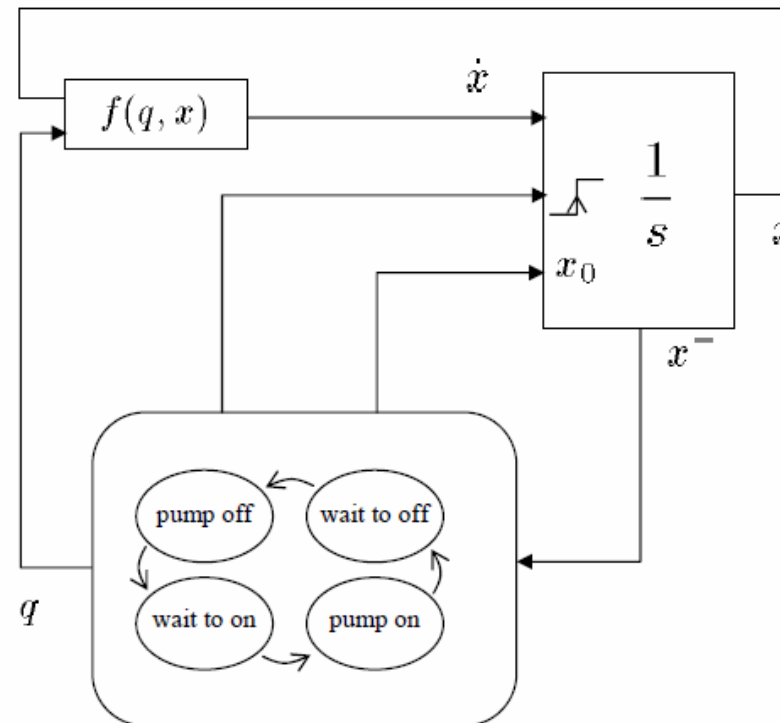 ẋ
f(q, x)
1
s
x₀
x⁻
pump off
wait to off
wait to on
pump on
q